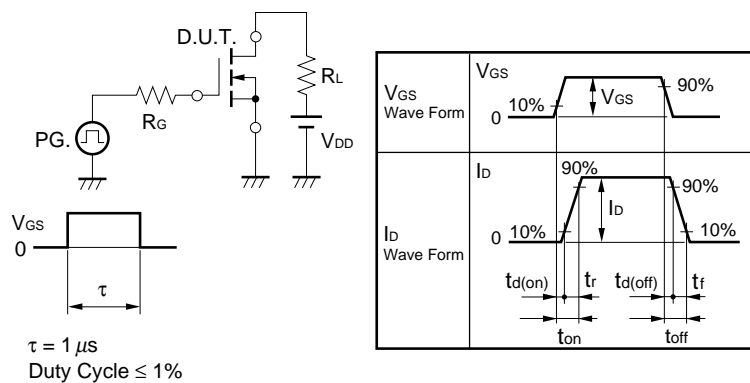 D.U.T.
RL
RG
PG.
VDD
VGS
0
τ
τ = 1 μs
Duty Cycle ≤ 1%
VGS
Wave Form
VGS
10%
0
VGS
90%
ID
Wave Form
ID
90%
90%
0 10%
ID
10%
td(on) tr td(off) tf
ton toff